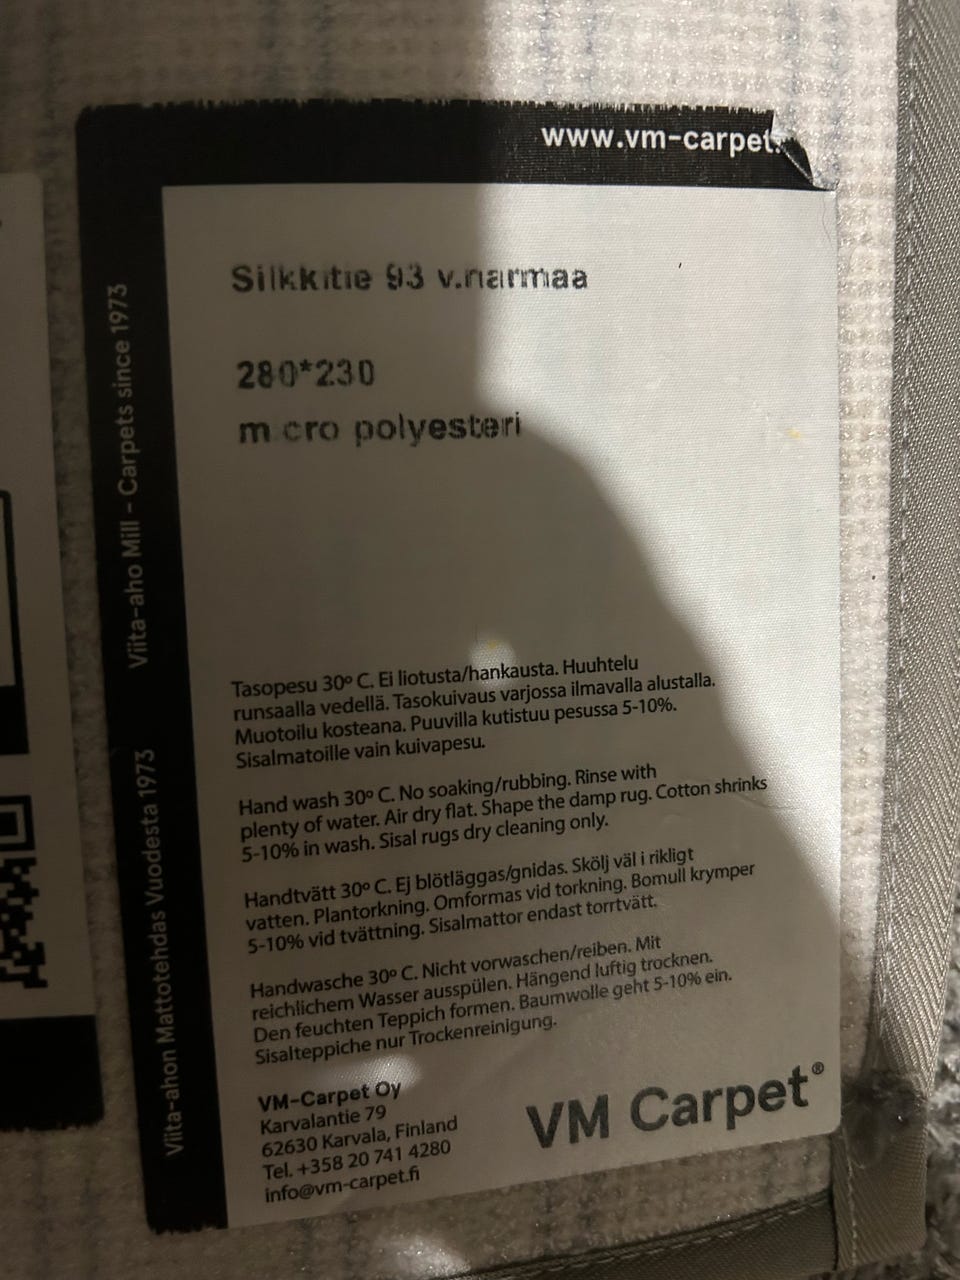 www.vm-carpet.
Silkkitie 93 v.narmaa
280*230
micro polyesteri
Tasopesu 30º C. Ei liotusta/hankausta. Huuhtelu
runsaalla vedellä. Tasokuivaus varjossa ilmavalla alustalla.
Muotoilu kosteana. Puuvilla kutistuu pesussa 5-10%.
Sisalmatoille vain kuivapesu.
Hand wash 30º C. No soaking/rubbing. Rinse with
plenty of water. Air dry flat. Shape the damp rug. Cotton shrinks
5-10% in wash. Sisal rugs dry cleaning only.
Handtvätt 30º C. Ej blötläggas/gnidas. Skölj väl i rikligt
vatten. Plantorkning. Omformas vid torkning. Bomull krymper
5-10% vid tvättning. Sisalmattor endast torrtvätt.
Handwasche 30º C. Nicht vorwaschen/reiben. Mit
reichlichem Wasser ausspülen. Hängend luftig trocknen.
Den feuchten Teppich formen. Baumwolle geht 5-10% ein.
Sisalteppiche nur Trockenreinigung.
VM-Carpet Oy
Karvalantie 79
62630 Karvala, Finland
Tel. +358 20 741 4280
info@vm-carpet.fi
VM Carpet®
Viita-ahon Mattotehdas Vuodesta 1973
Viita-aho Mill – Carpets since 1973